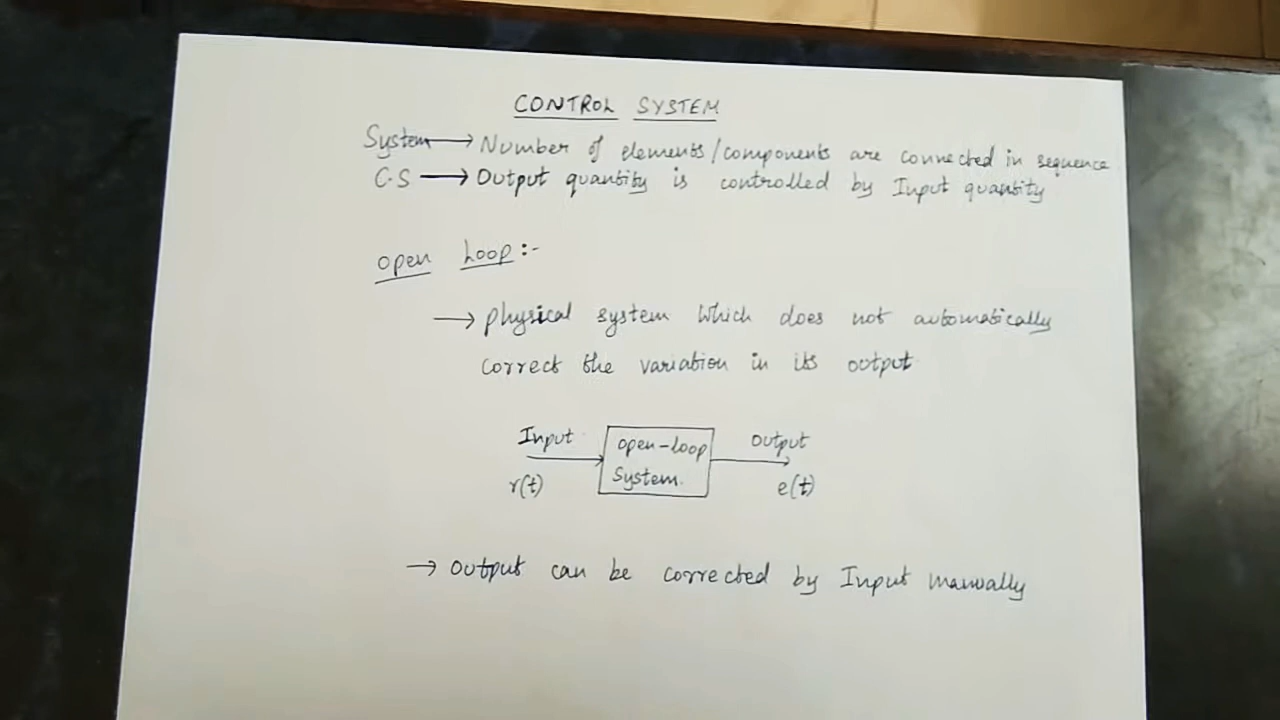 CONTROL SYSTEM
System → Number of elements/components are connected in sequence
C.S → Output quantity is controlled by Input quantity
Open Loop:-
→ Physical system which does not automatically
correct the variation in its output
Input
open-loop
System.
Output
r(t)
e(t)
→ Output can be corrected by Input manually